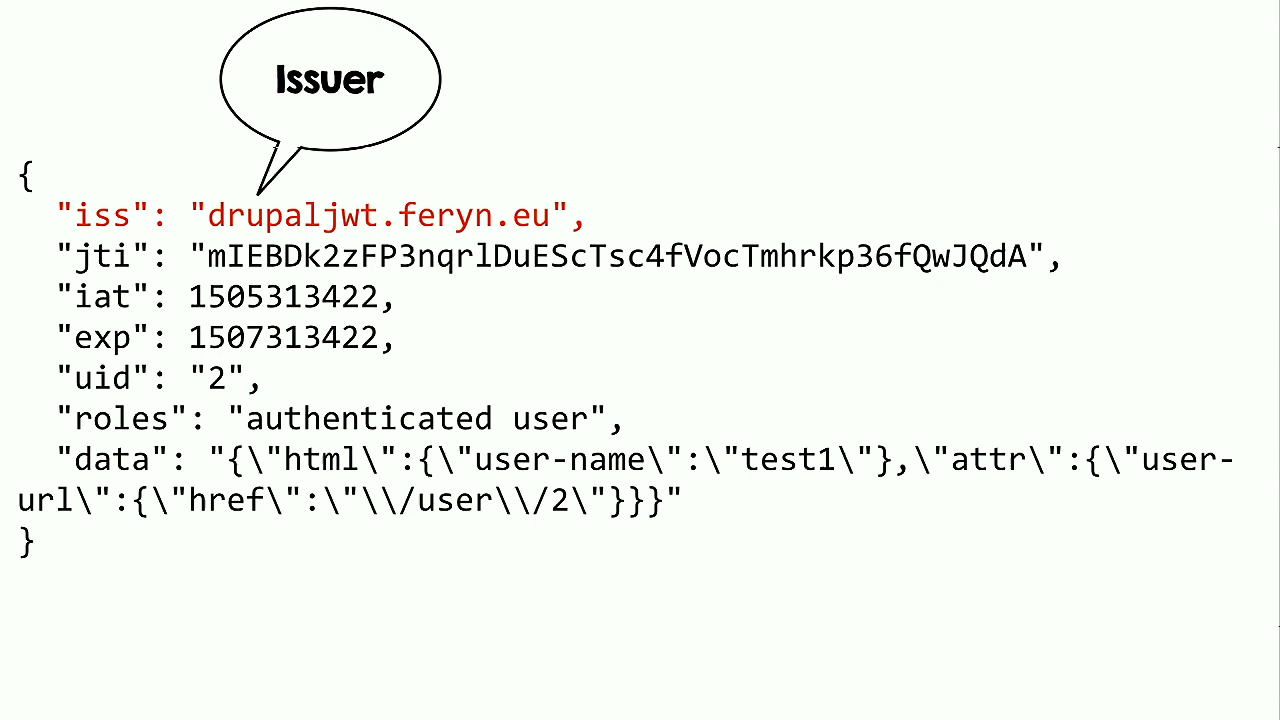 Issuer
{
"iss": "drupaljwt.feryn.eu",
"jti": "mIEBDk2zFP3nqrlDuEScTsc4fVocTmhrkp36fQwJQdA",
"iat": 1505313422,
"exp": 1507313422,
"uid": "2",
"roles": "authenticated user",
"data": "{\"html\":{\"user-name\":\"test1\"},\"attr\":{\"user-
url\":{\"href\":\"\\/user\\/2\"}}}"
}